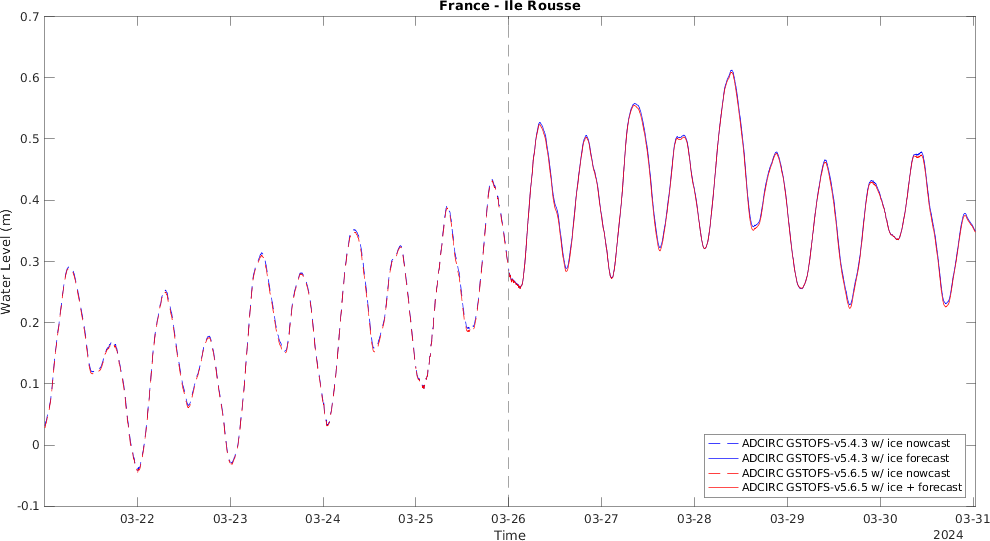 France - Ile Rousse
Water Level (m)
0.7
0.6
0.5
0.4
0.3
0.2
0.1
0
-0.1
ADCIRC GSTOFS-v5.4.3 w/ ice nowcast
ADCIRC GSTOFS-v5.4.3 w/ ice forecast
ADCIRC GSTOFS-v5.6.5 w/ ice nowcast
ADCIRC GSTOFS-v5.6.5 w/ ice + forecast
03-22 03-23 03-24 03-25 03-26 03-27 03-28 03-29 03-30 03-31
Time
2024